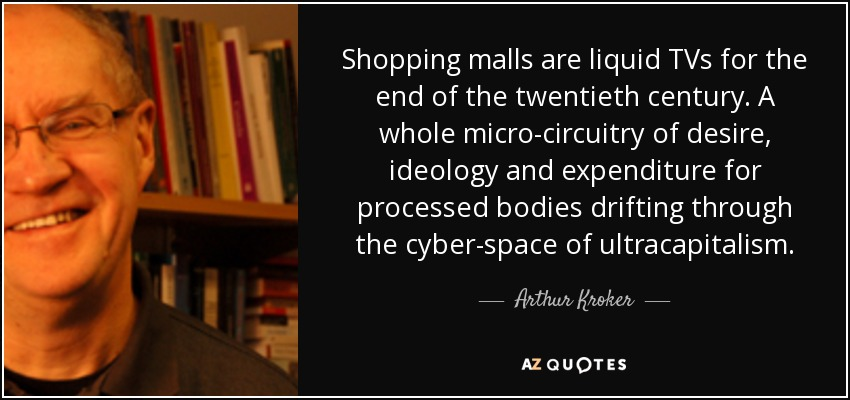 Shopping malls are liquid TVs for the
end of the twentieth century. A
whole micro-circuitry of desire,
ideology and expenditure for
processed bodies drifting through
the cyber-space of ultracapitalism.
Arthur Kroker
AZ QUOTES